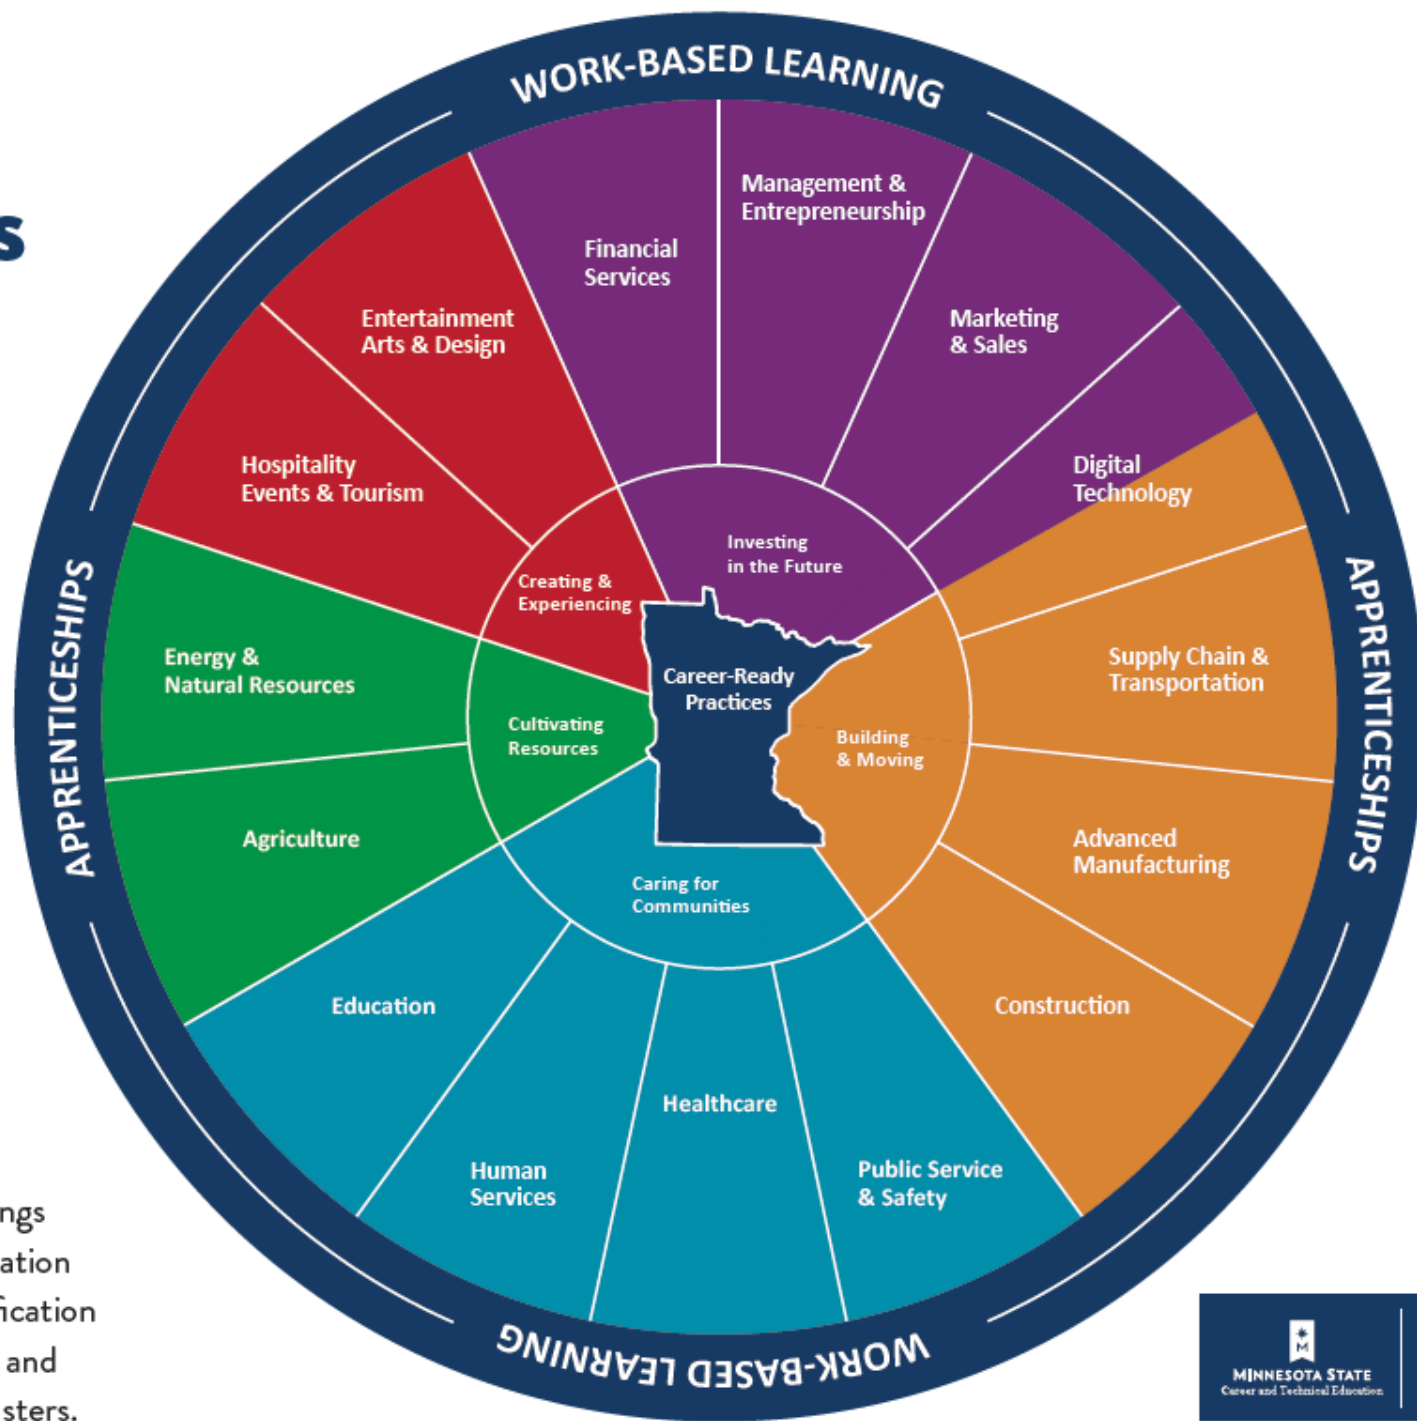 WORK-BASED LEARNING
s
Management &
Entrepreneurship
Financial
Services
Entertainment
Arts & Design
Marketing
& Sales
Hospitality
Events & Tourism
Digital
Technology
Investing
in the Future
Creating &
Experiencing
APPRENTICESHIPS
APPRENTICESHIPS
Energy &
Natural Resources
Career-Ready
Practices
Supply Chain &
Transportation
Cultivating
Resources
Building
& Moving
Agriculture
Advanced
Manufacturing
Caring for
Communities
Education
Construction
Healthcare
Human
Services
Public Service
& Safety
WORK-BASED LEARNING
ngs
ation
fication
and
sters.
M
MINNESOTA STATE
Career and Technical Education